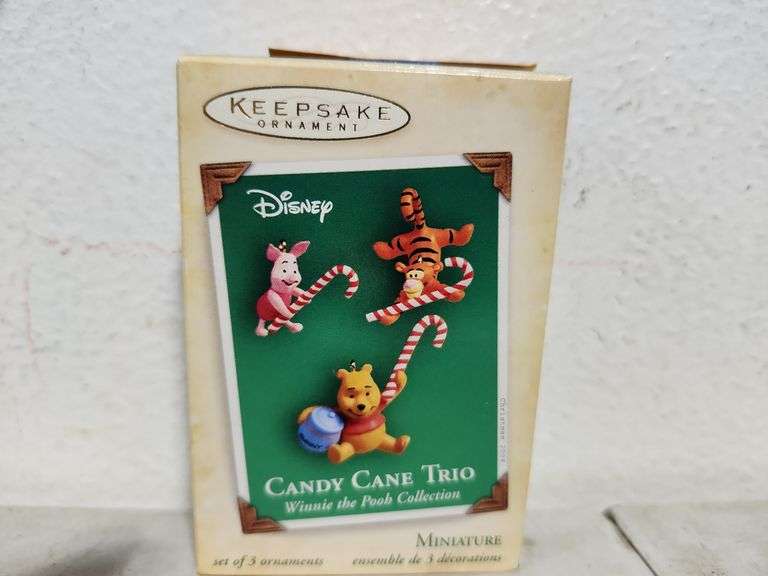 KEEPSAKE
ORNAMENT
Disney
CANDY CANE TRIO
Winnie the Pooh Collection
MINIATURE
set of 3 ornaments ensemble de 3 décorations